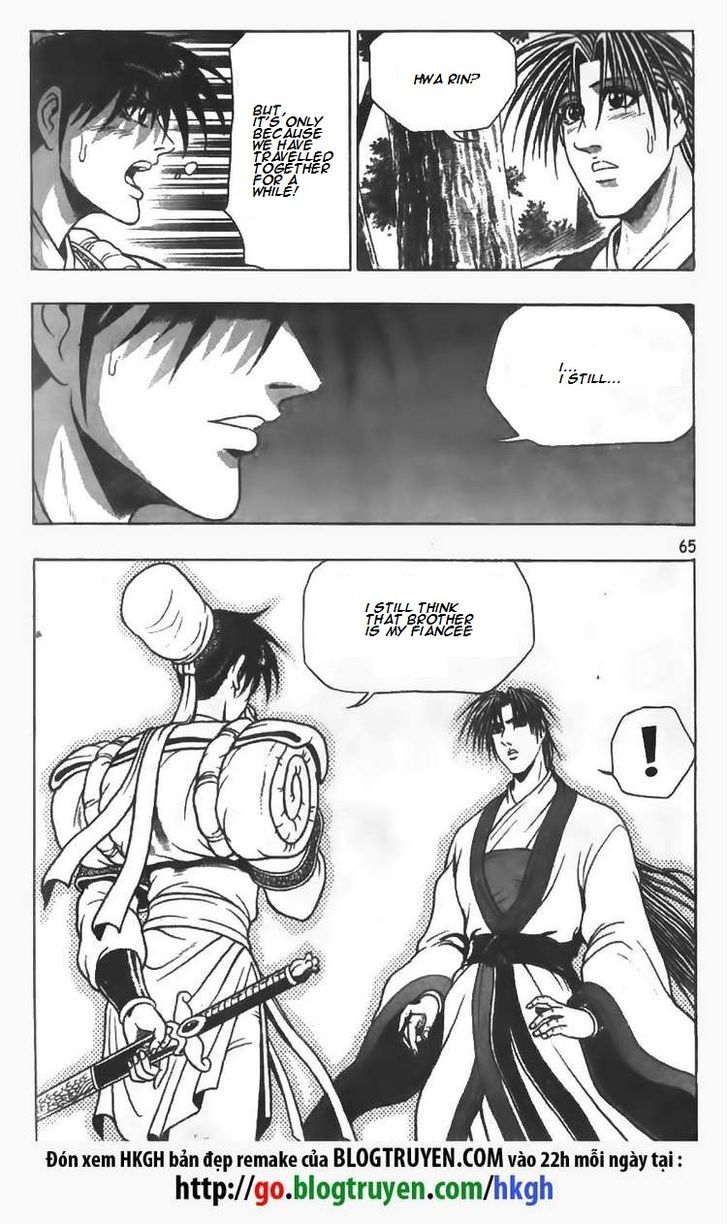 BUT,
IT'S ONLY
BECAUSE
WE HAVE
TRAVELLED
TOGETHER
FOR A
WHILE!
HWA RIN?
I...
I STILL...
65
I STILL THINK
THAT BROTHER
IS MY FIANCEE
!
Đón xem HKGH bản đẹp remake của BLOGTRUYEN.COM vào 22h mỗi ngày tại :
http://go.blogtruyen.com/hkgh